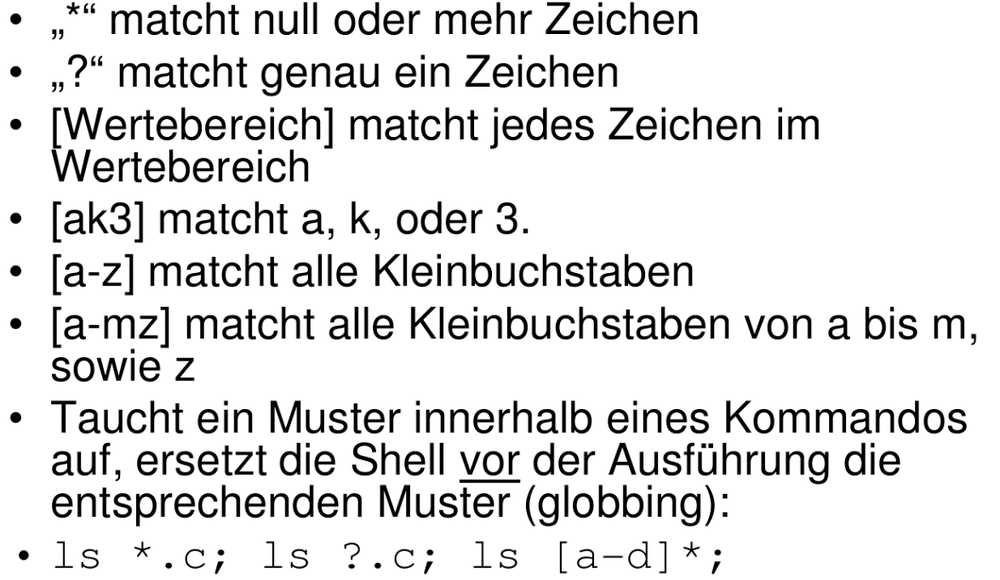 • „*“ matcht null oder mehr Zeichen
• „?“ matcht genau ein Zeichen
• [Wertebereich] matcht jedes Zeichen im
Wertebereich
• [ak3] matcht a, k, oder 3.
• [a-z] matcht alle Kleinbuchstaben
• [a-mz] matcht alle Kleinbuchstaben von a bis m,
sowie z
• Taucht ein Muster innerhalb eines Kommandos
auf, ersetzt die Shell vor der Ausführung die
entsprechenden Muster (globbing):
• ls *.c; ls ?.c; ls [a-d]*;